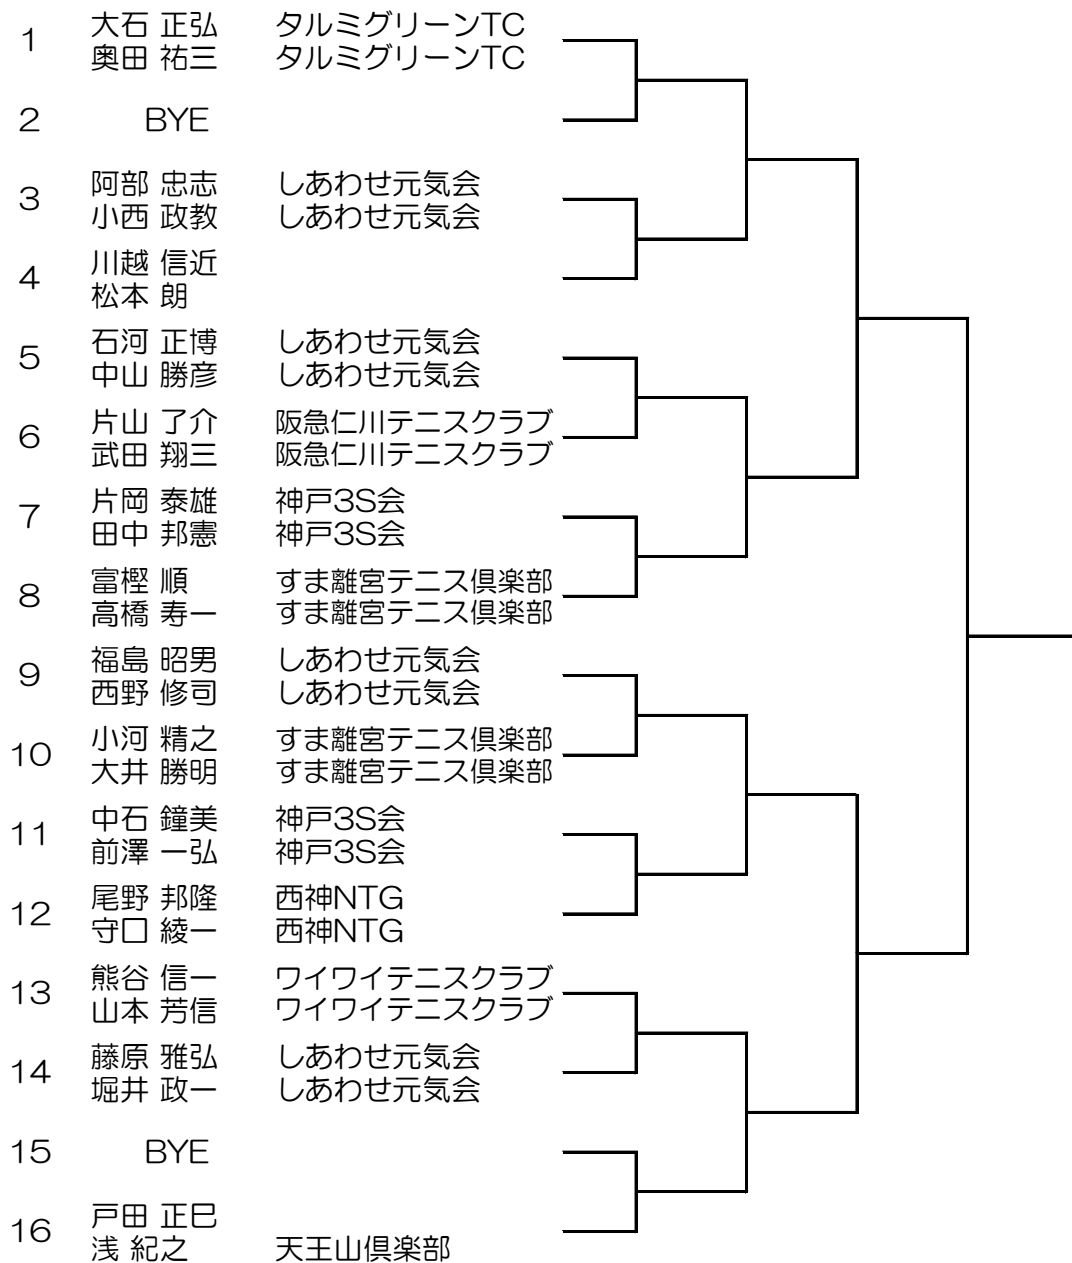 1 大石 正弘 タルミグリーンTC
奥田 祐三 タルミグリーンTC
2 BYE
3 阿部 忠志 しあわせ元気会
小西 政教 しあわせ元気会
4 川越 信近
松本 朗
5 石河 正博 しあわせ元気会
中山 勝彦 しあわせ元気会
6 片山 了介 阪急仁川テニスクラブ
武田 翔三 阪急仁川テニスクラブ
7 片岡 泰雄 神戸3S会
田中 邦憲 神戸3S会
8 富樫 順 すま離宮テニス倶楽部
高橋 寿一 すま離宮テニス倶楽部
9 福島 昭男 しあわせ元気会
西野 修司 しあわせ元気会
10 小河 精之 すま離宮テニス倶楽部
大井 勝明 すま離宮テニス倶楽部
11 中石 鐘美 神戸3S会
前澤 一弘 神戸3S会
12 尾野 邦隆 西神NTG
守口 綾一 西神NTG
13 熊谷 信一 ワイワイテニスクラブ
山本 芳信 ワイワイテニスクラブ
14 藤原 雅弘 しあわせ元気会
堀井 政一 しあわせ元気会
15 BYE
16 戸田 正巳
浅 紀之 天王山倶楽部